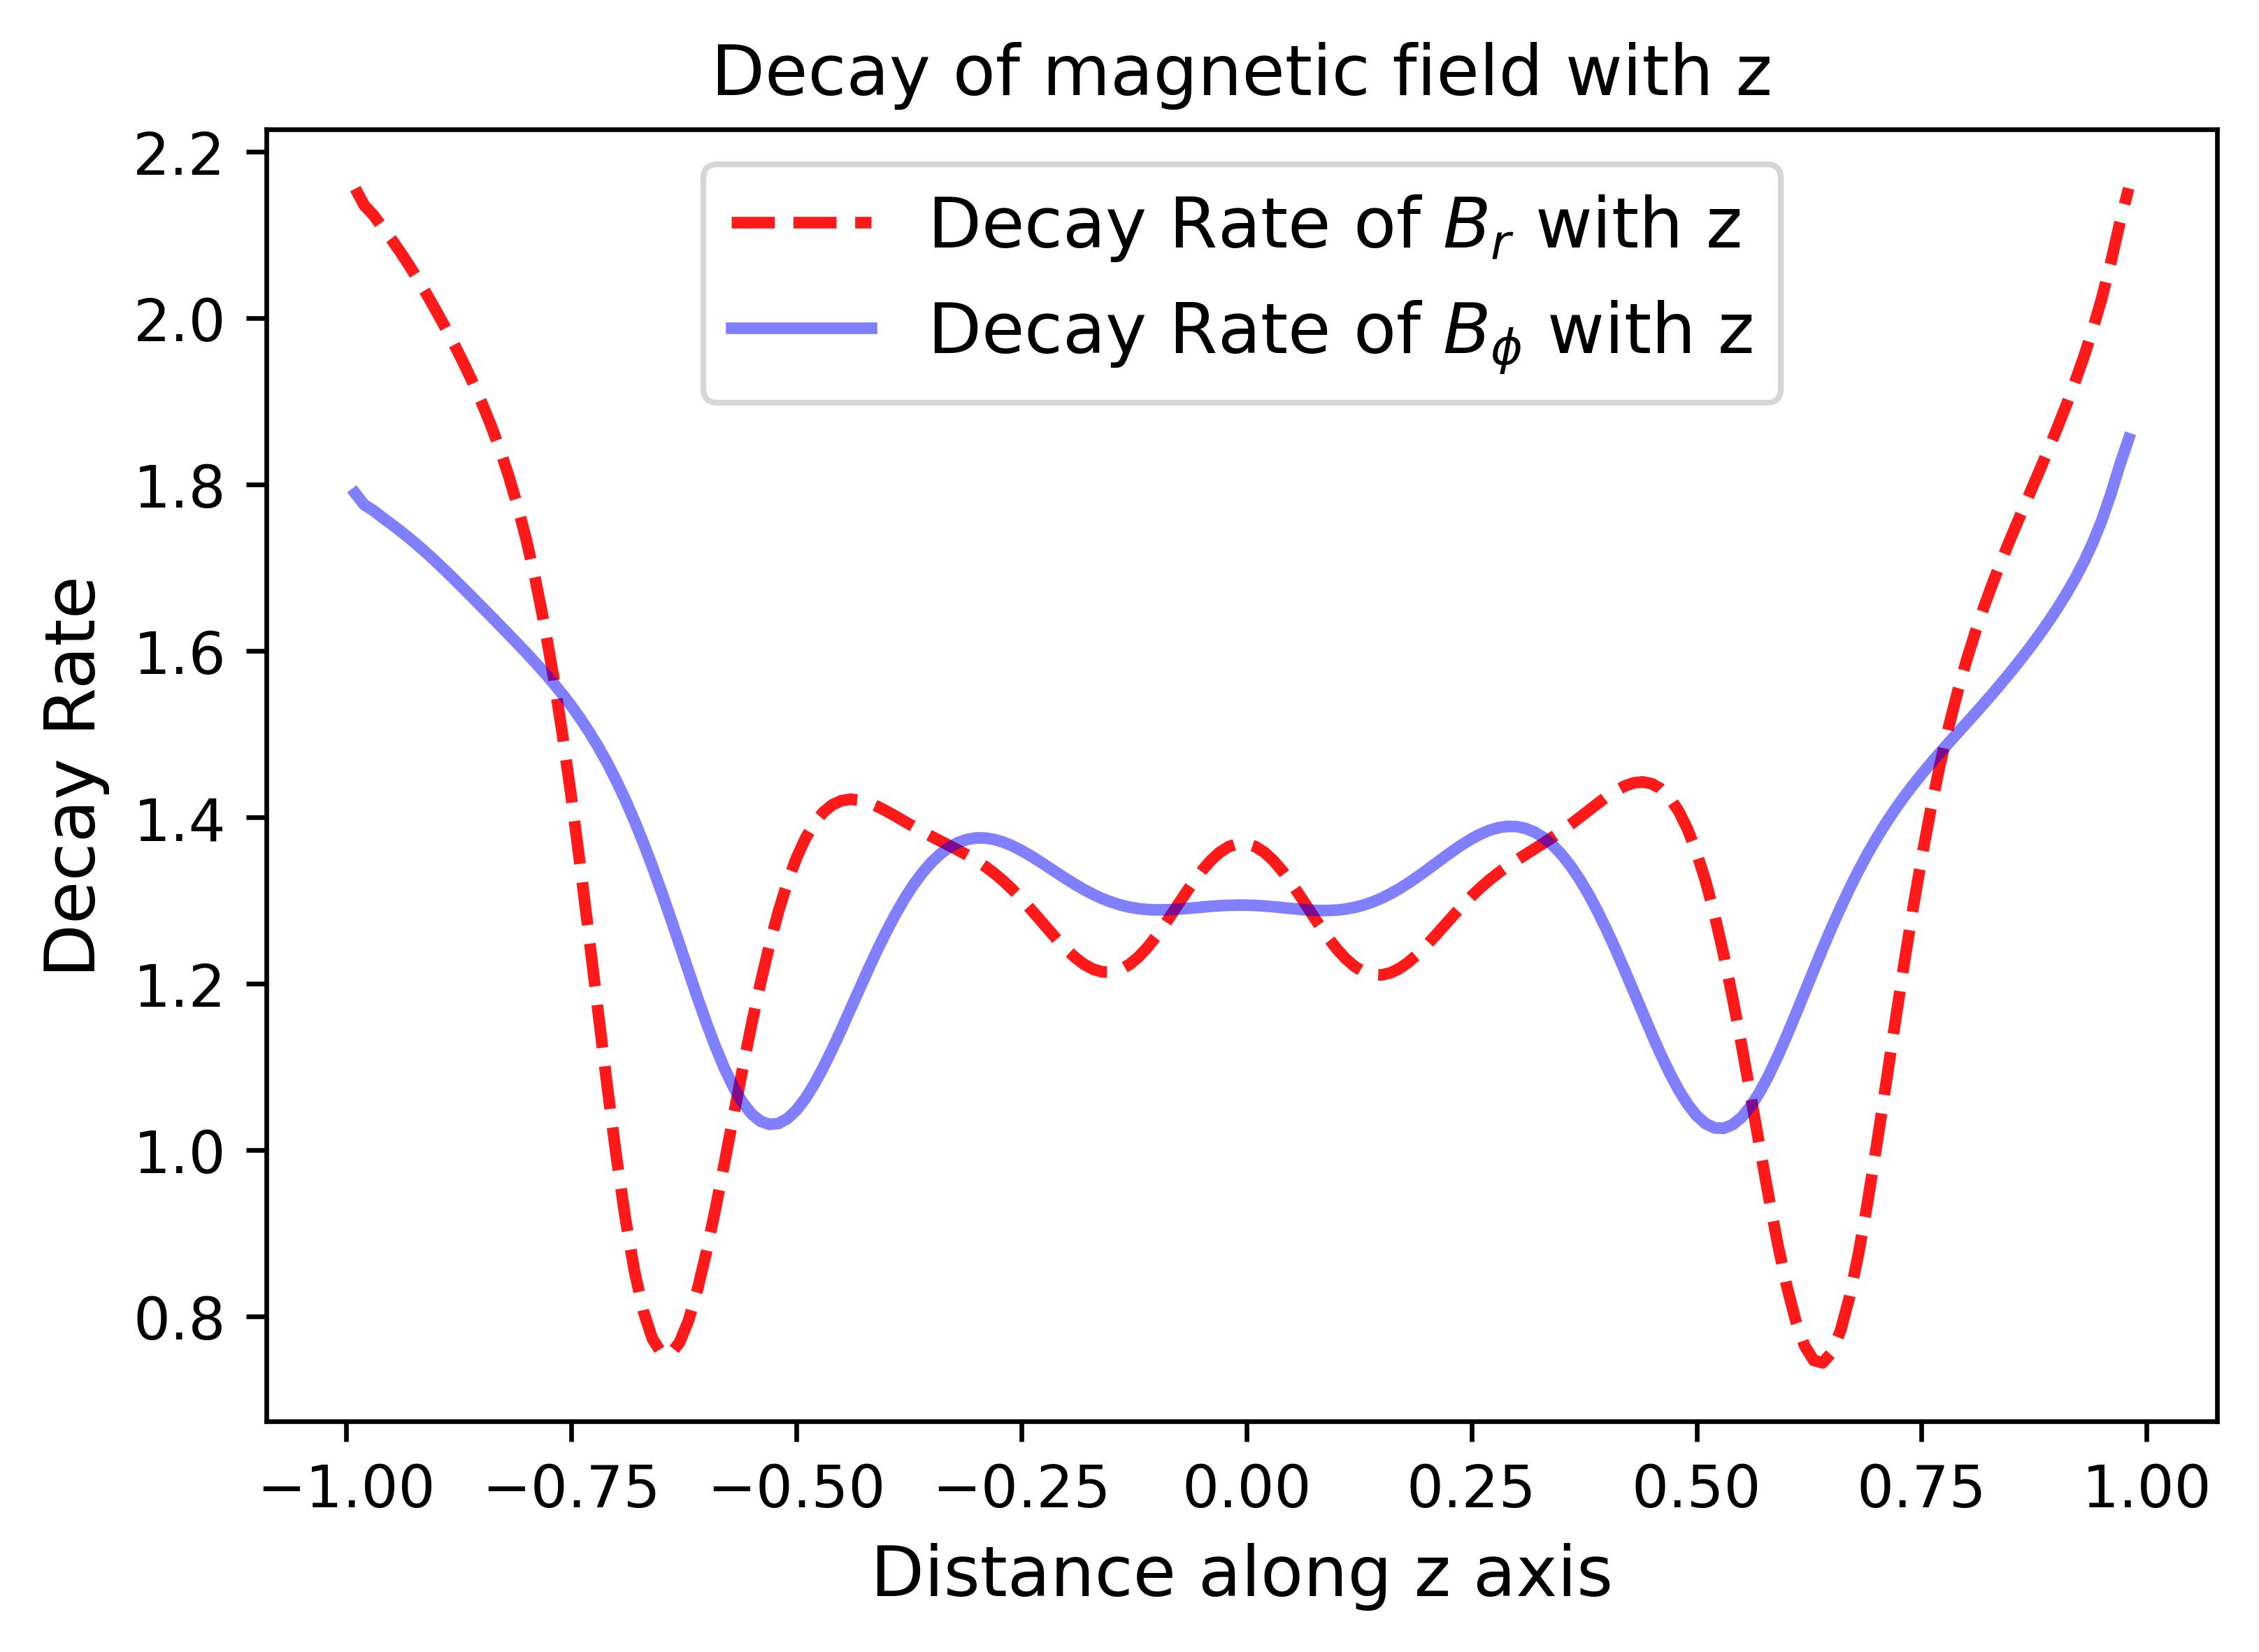 Decay of magnetic field with z
Decay Rate of B_r with z
Decay Rate of B_ϕ with z
Decay Rate
2.2
2.0
1.8
1.6
1.4
1.2
1.0
0.8
−1.00 −0.75 −0.50 −0.25 0.00 0.25 0.50 0.75 1.00
Distance along z axis